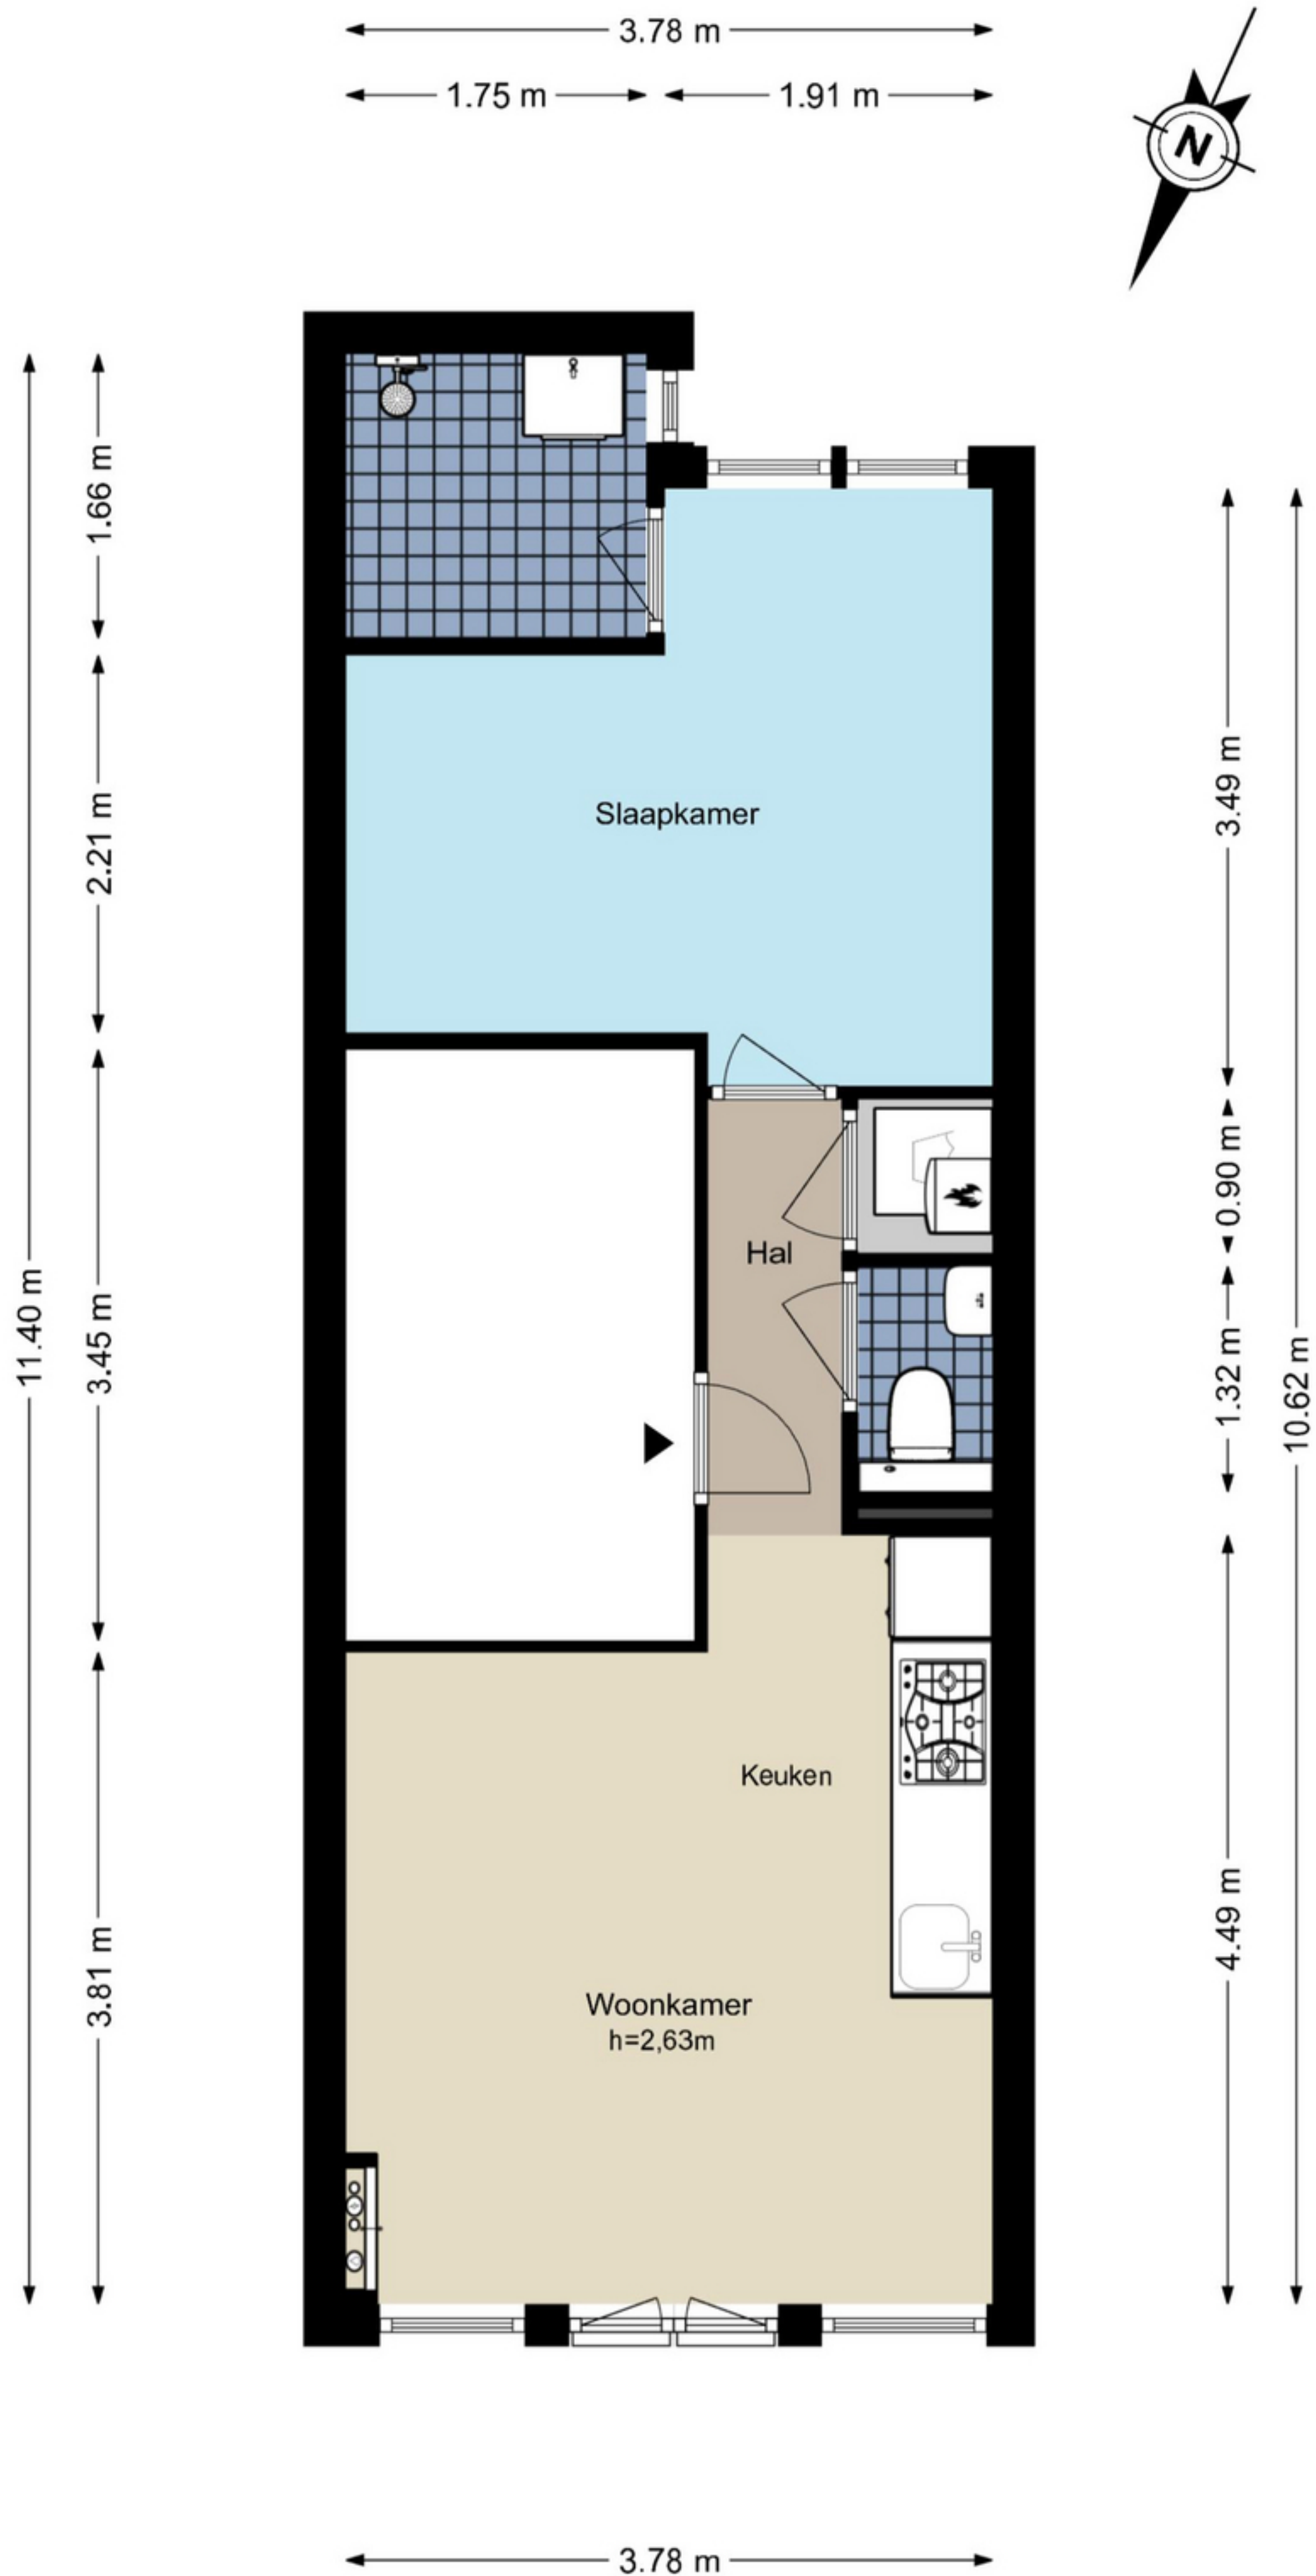 3.78 m
1.75 m
1.91 m
N
1.66 m
2.21 m
3.49 m
Slaapkamer
0.90 m
Hal
11.40 m
3.45 m
1.32 m
10.62 m
Keuken
3.81 m
4.49 m
Woonkamer
h=2,63m
3.78 m